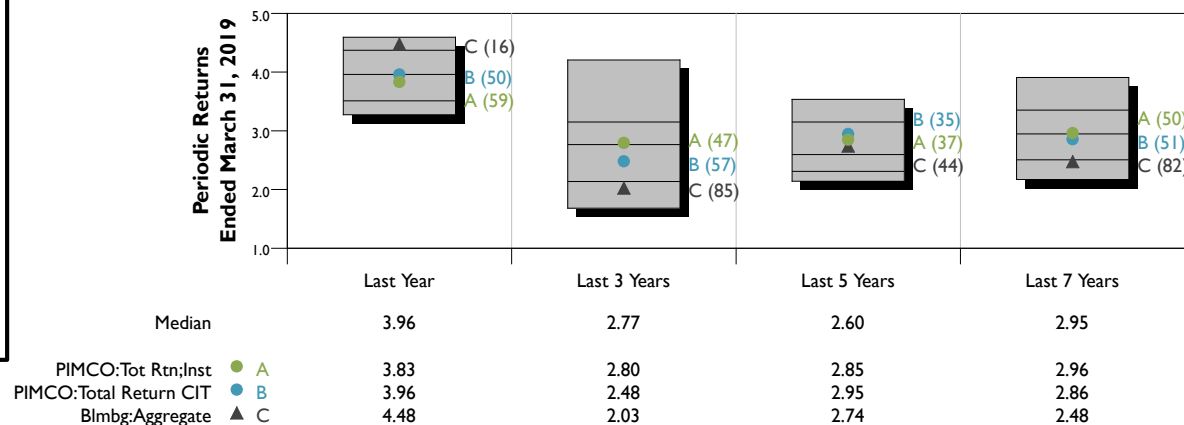 Periodic Returns
Ended March 31, 2019
5.0
4.0
3.0
2.0
1.0
C (16)
B (50)
A (59)
A (47)
B (57)
C (85)
B (35)
A (37)
C (44)
A (50)
B (51)
C (82)
Last Year Last 3 Years Last 5 Years Last 7 Years
Median 3.96 2.77 2.60 2.95
PIMCO:Tot Rtn;Inst A 3.83 2.80 2.85 2.96
PIMCO:Total Return CIT B 3.96 2.48 2.95 2.86
Blmbg:Aggregate C 4.48 2.03 2.74 2.48